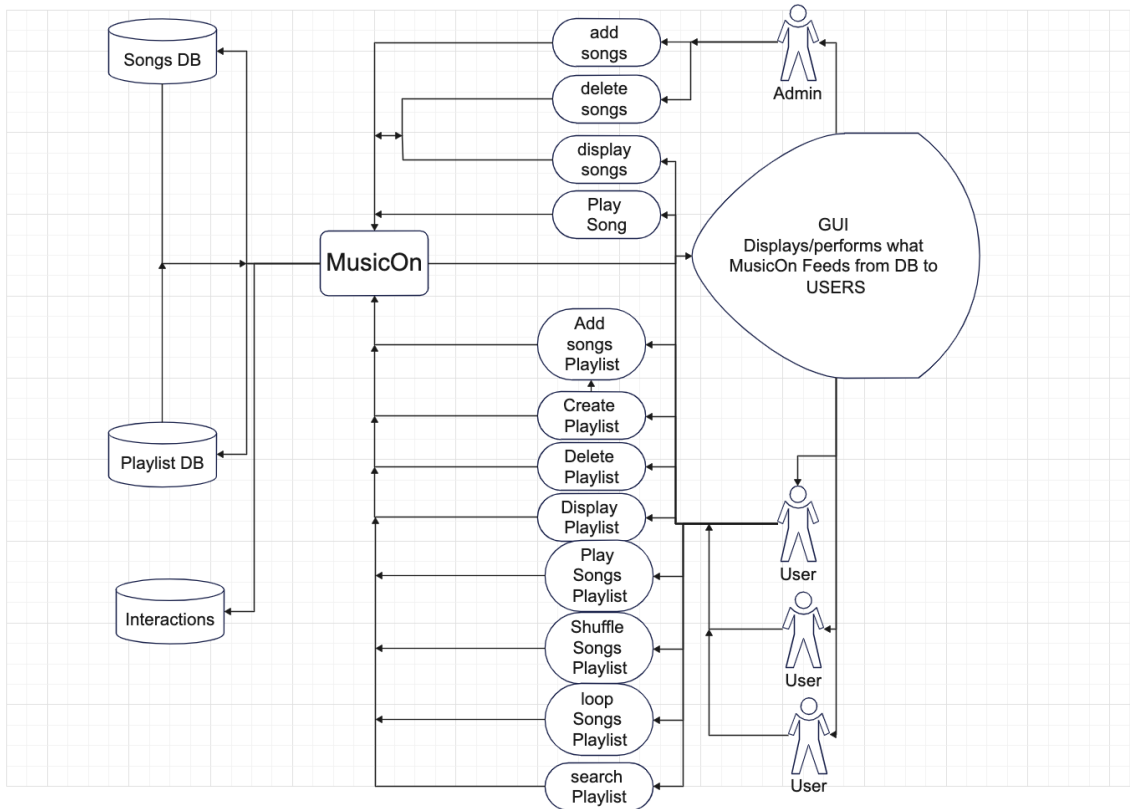 Songs DB
add
songs
Admin
delete
songs
display
songs
Play
Song
MusicOn
GUI
Displays/performs what
MusicOn Feeds from DB to
USERS
Add
songs
Playlist
Create
Playlist
Playlist DB
Delete
Playlist
Display
Playlist
User
Play
Songs
Playlist
Interactions
Shuffle
Songs
Playlist
User
loop
Songs
Playlist
User
search
Playlist